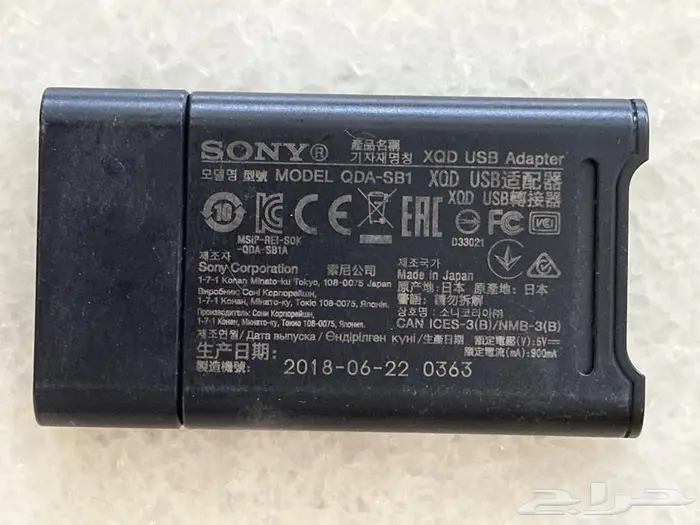 SONY®
產品名稱
기자재명칭 XQD USB Adapter
모델명 型號 MODEL QDA-SB1 XQD USB适配器
XQD USB轉接器
10 KC CE EAC FC VCI
MSIP-REI-SOK
-QDA-SB1A
D33021
제조자
Sony Corporation 索尼公司
1-7-1 Konan Minato-ku Tokyo, 108-0075 Japan
Виробник: Соні Корпорейшн,
1-7-1 Конан, Мінато-ку, Токіо 108-0075, Японія.
Производитель: Сони Корпорейшн,
1-7-1 Конан, Минато-ку, Токио 108-0075, Япония.
제조국가
Made in Japan
原产地: 日本 原產地: 日本
警語: 請勿拆解
상호명 : 소니코리아㈜
CAN ICES-3(B)/NMB-3(B)
제조연월/Дата выпуска / Өндірілген күні/生產日期
額定電壓(V):5V⎓
額定電流(mA):900mA
生产日期:
製造機號: 2018-06-22 0363
حراج